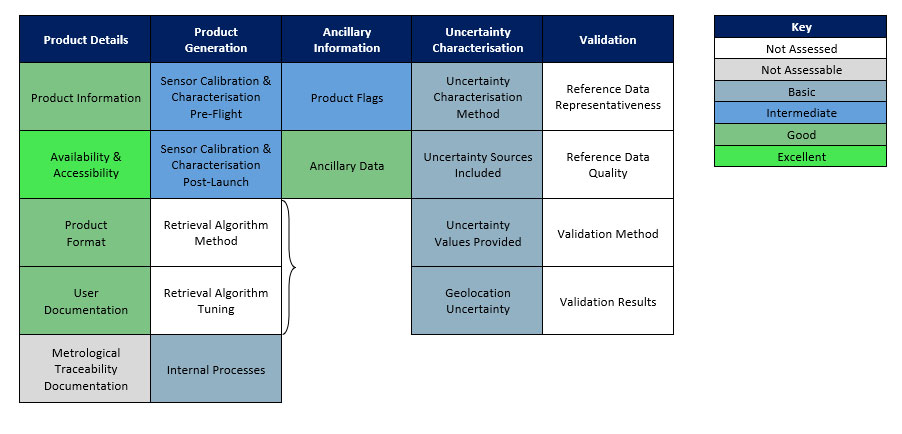 Product Details
Product
Generation
Ancillary
Information
Uncertainty
Characterisation
Validation
Product Information
Sensor Calibration &
Characterisation
Pre-Flight
Product Flags
Uncertainty
Characterisation
Method
Reference Data
Representativeness
Availability &
Accessibility
Sensor Calibration &
Characterisation
Post-Launch
Ancillary Data
Uncertainty Sources
Included
Reference Data
Quality
Product
Format
Retrieval Algorithm
Method
Uncertainty
Values Provided
Validation Method
User
Documentation
Retrieval Algorithm
Tuning
Geolocation
Uncertainty
Validation Results
Metrological
Traceability
Documentation
Internal Processes
Key
Not Assessed
Not Assessable
Basic
Intermediate
Good
Excellent